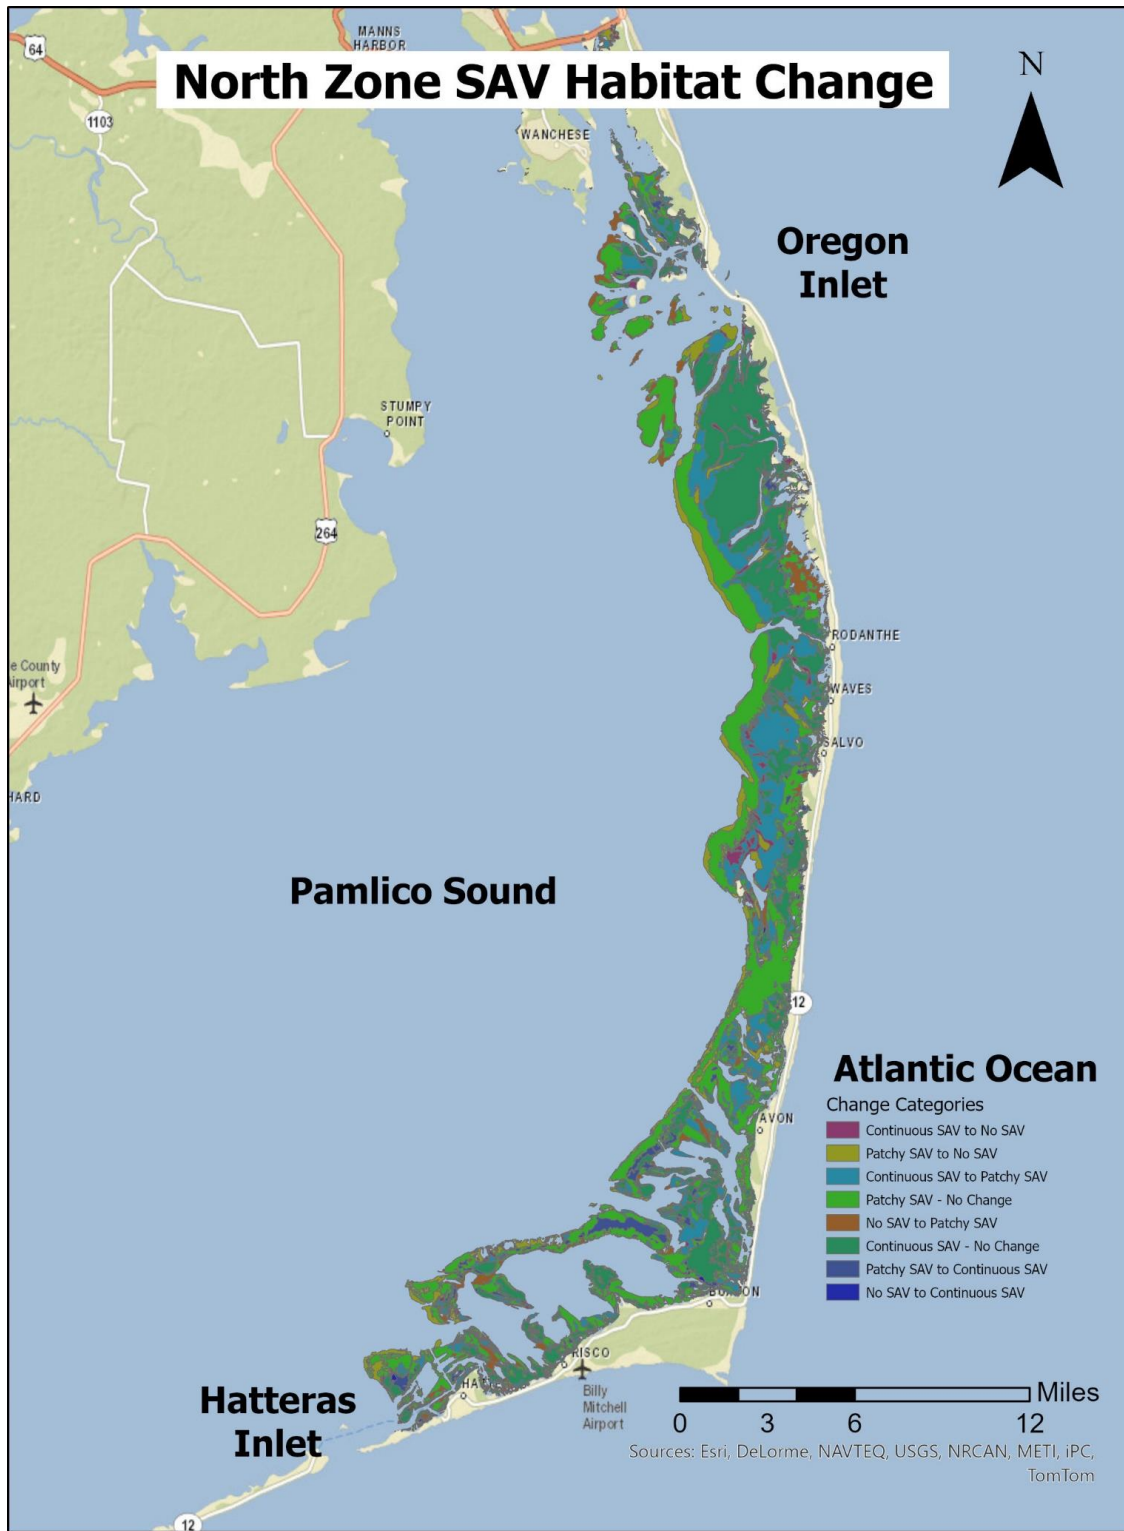 MANNS
HARBOR
64
North Zone SAV Habitat Change
N
1103
WANCHESE
Oregon
Inlet
STUMPY
POINT
264
RODANTHE
e County
Airport
WAVES
SALVO
HARD
Pamlico Sound
12
Atlantic Ocean
Change Categories
AVON
Continuous SAV to No SAV
Patchy SAV to No SAV
Continuous SAV to Patchy SAV
Patchy SAV - No Change
No SAV to Patchy SAV
Continuous SAV - No Change
Patchy SAV to Continuous SAV
No SAV to Continuous SAV
RISCO
Billy
Mitchell
Airport
Hatteras
Inlet
Miles
0 3 6 12
Sources: Esri, DeLorme, NAVTEQ, USGS, NRCAN, METI, iPC,
TomTom
12